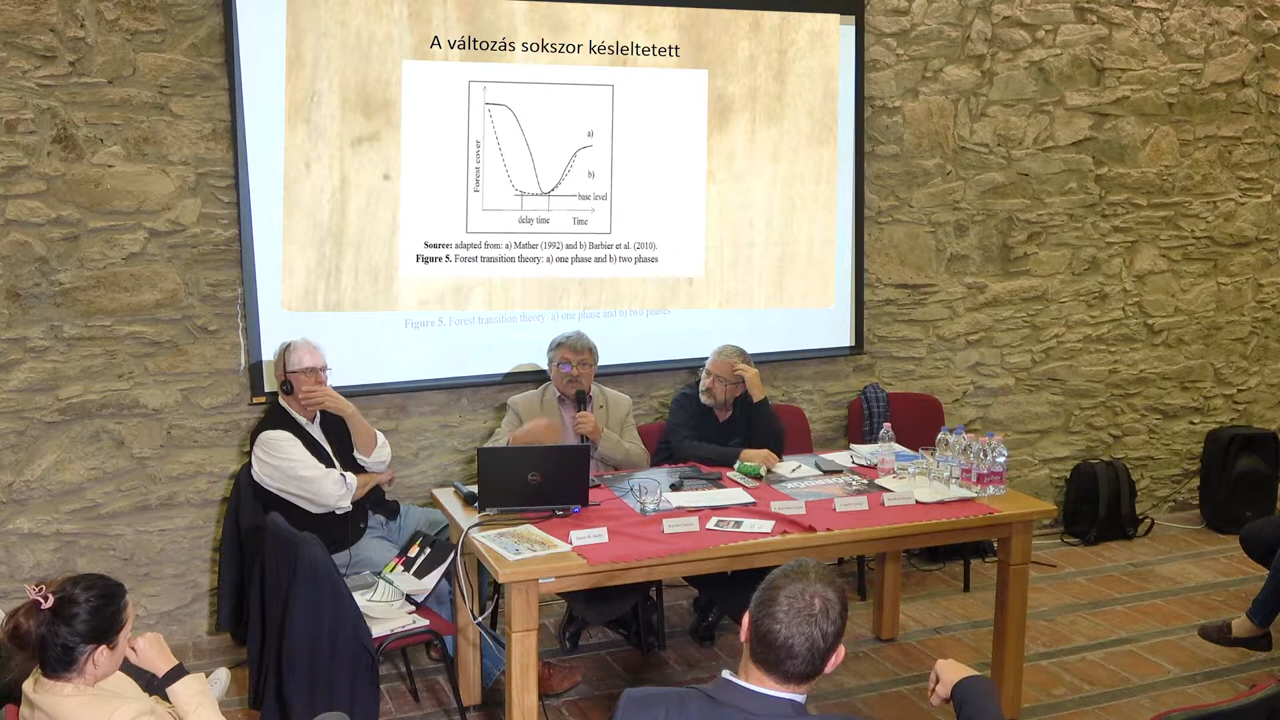 A változás sokszor késleltetett
Forest cover
a)
b)
base level
delay time
Time
Source: adapted from: a) Mather (1992) and b) Barbier et al. (2010).
Figure 5. Forest transition theory: a) one phase and b) two phases
Figure 5. Forest transition theory: a) one phase and b) two phases
DELL